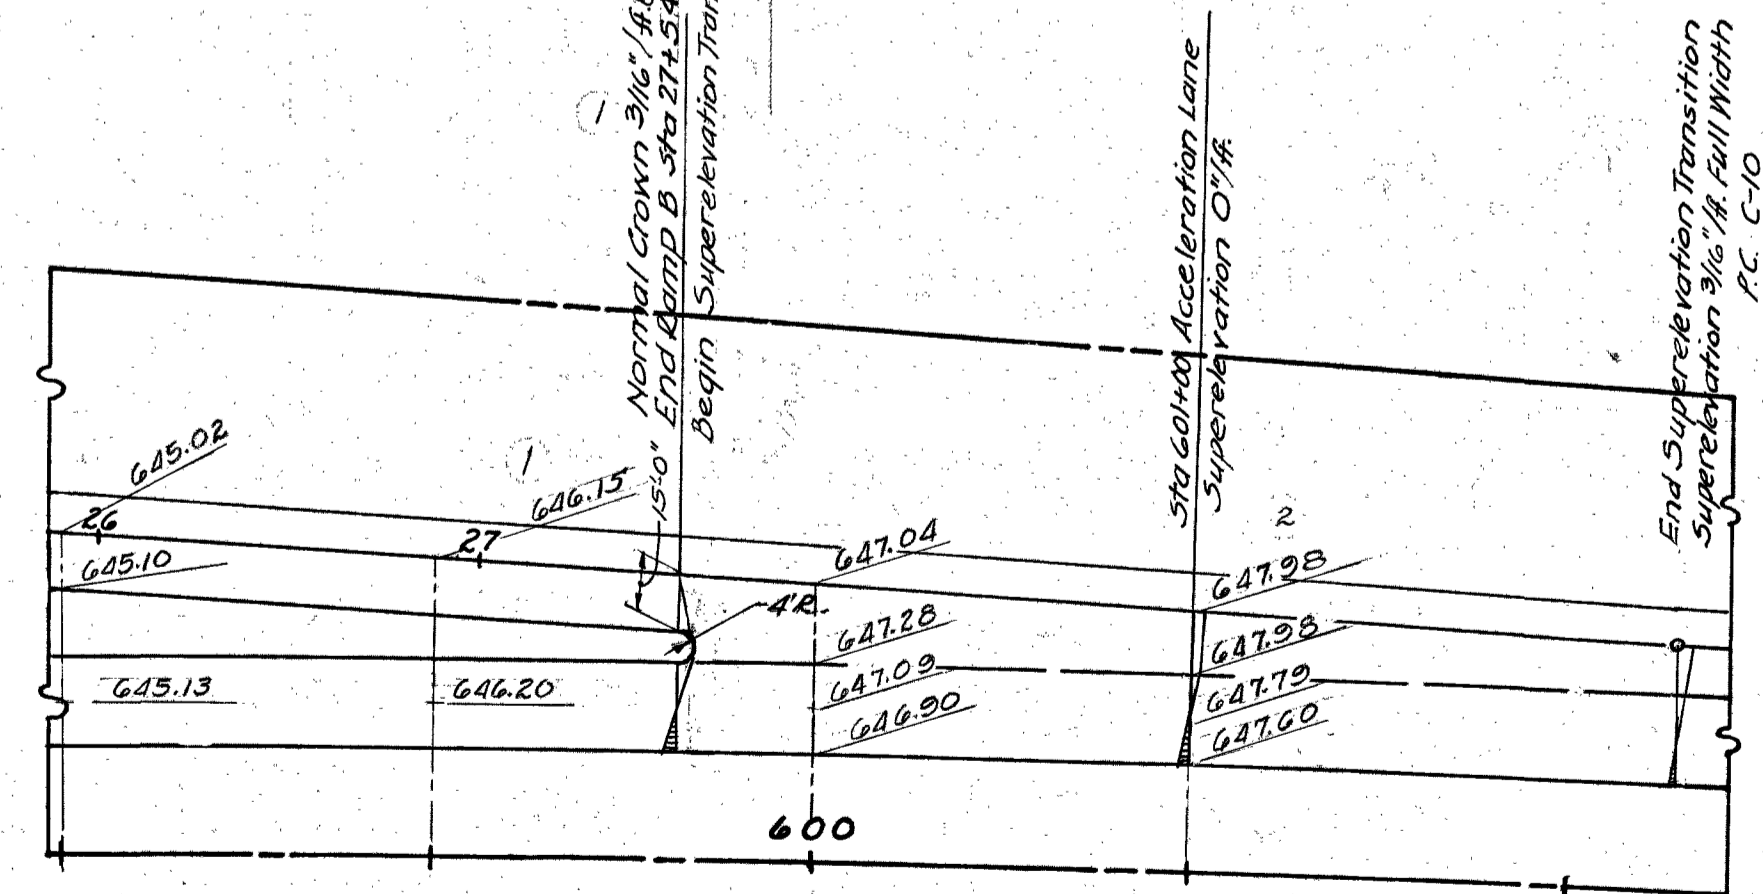 Normal Crown 3/16"/ft.
End Ramp B Sta 27+54
Begin Superelevation
Sta 601+00 Acceleration Lane
Superelevation 0"/ft.
End Superelevation Transition
Superelevation 3/16"/ft. Full Width
P.C. C-10
1
1
2
645.02
26
645.10
645.13
646.15
27
646.20
15'-0"
4'R.
647.04
647.28
647.09
646.90
647.98
647.98
647.79
647.60
600